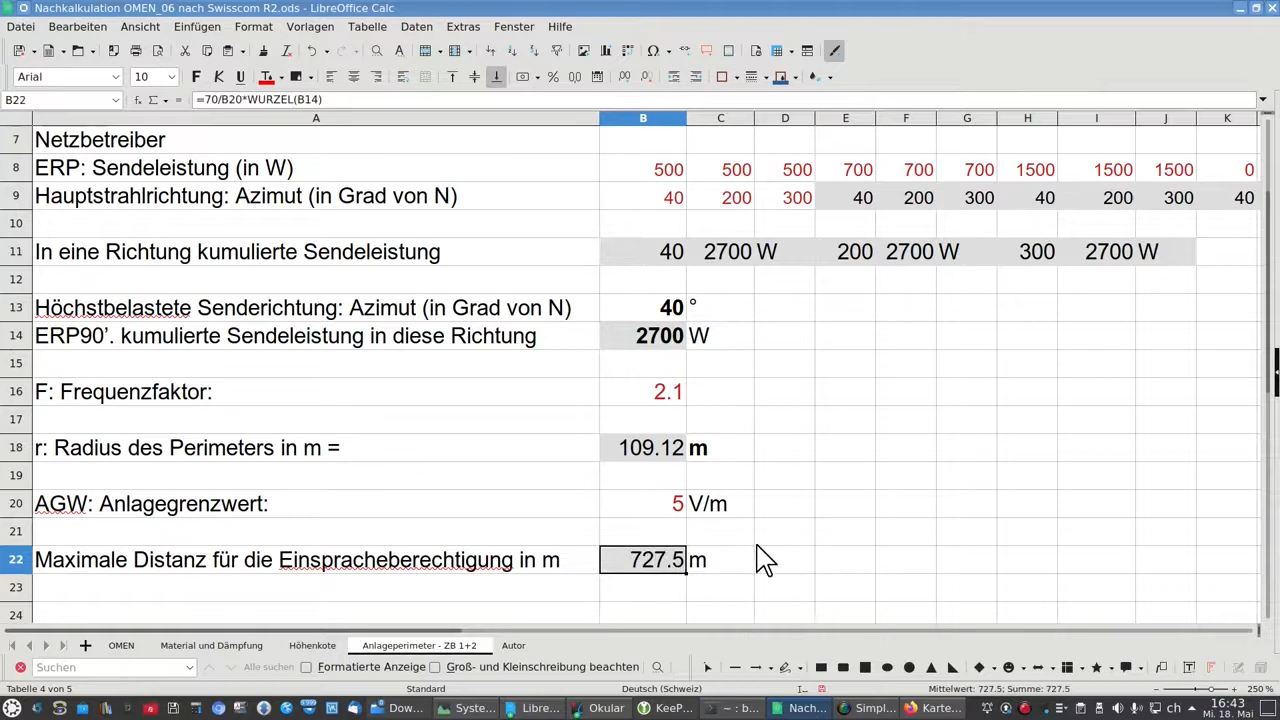 Nachkalkulation OMEN_06 nach Swisscom R2.ods - LibreOffice Calc
Datei Bearbeiten Ansicht Einfügen Format Vorlagen Tabelle Daten Extras Fenster Hilfe
Arial 10 F K U
B22 =70/B20*WURZEL(B14)
A B C D E F G H I J K
7 Netzbetreiber
8 ERP: Sendeleistung (in W) 500 500 500 700 700 700 1500 1500 1500 0
9 Hauptstrahlrichtung: Azimut (in Grad von N) 40 200 300 40 200 300 40 200 300 40
10
11 In eine Richtung kumulierte Sendeleistung 40 2700 W 200 2700 W 300 2700 W
12
13 Höchstbelastete Senderichtung: Azimut (in Grad von N) 40 °
14 ERP90’. kumulierte Sendeleistung in diese Richtung 2700 W
15
16 F: Frequenzfaktor: 2.1
17
18 r: Radius des Perimeters in m = 109.12 m
19
20 AGW: Anlagegrenzwert: 5 V/m
21
22 Maximale Distanz für die Einspracheberechtigung in m 727.5 m
23
24
OMEN Material und Dämpfung Höhenkote Anlageperimeter - ZB 1+2 Autor
Suchen Alle suchen Formatierte Anzeige Groß- und Kleinschreibung beachten
Tabelle 4 von 5 Standard Deutsch (Schweiz) Mittelwert: 727.5; Summe: 727.5 250 %
Dow... Syste... Libre... Okular KeeP... ~ : b... Nach... Simpl... Karte... 16:43
Mi. 18. Mai